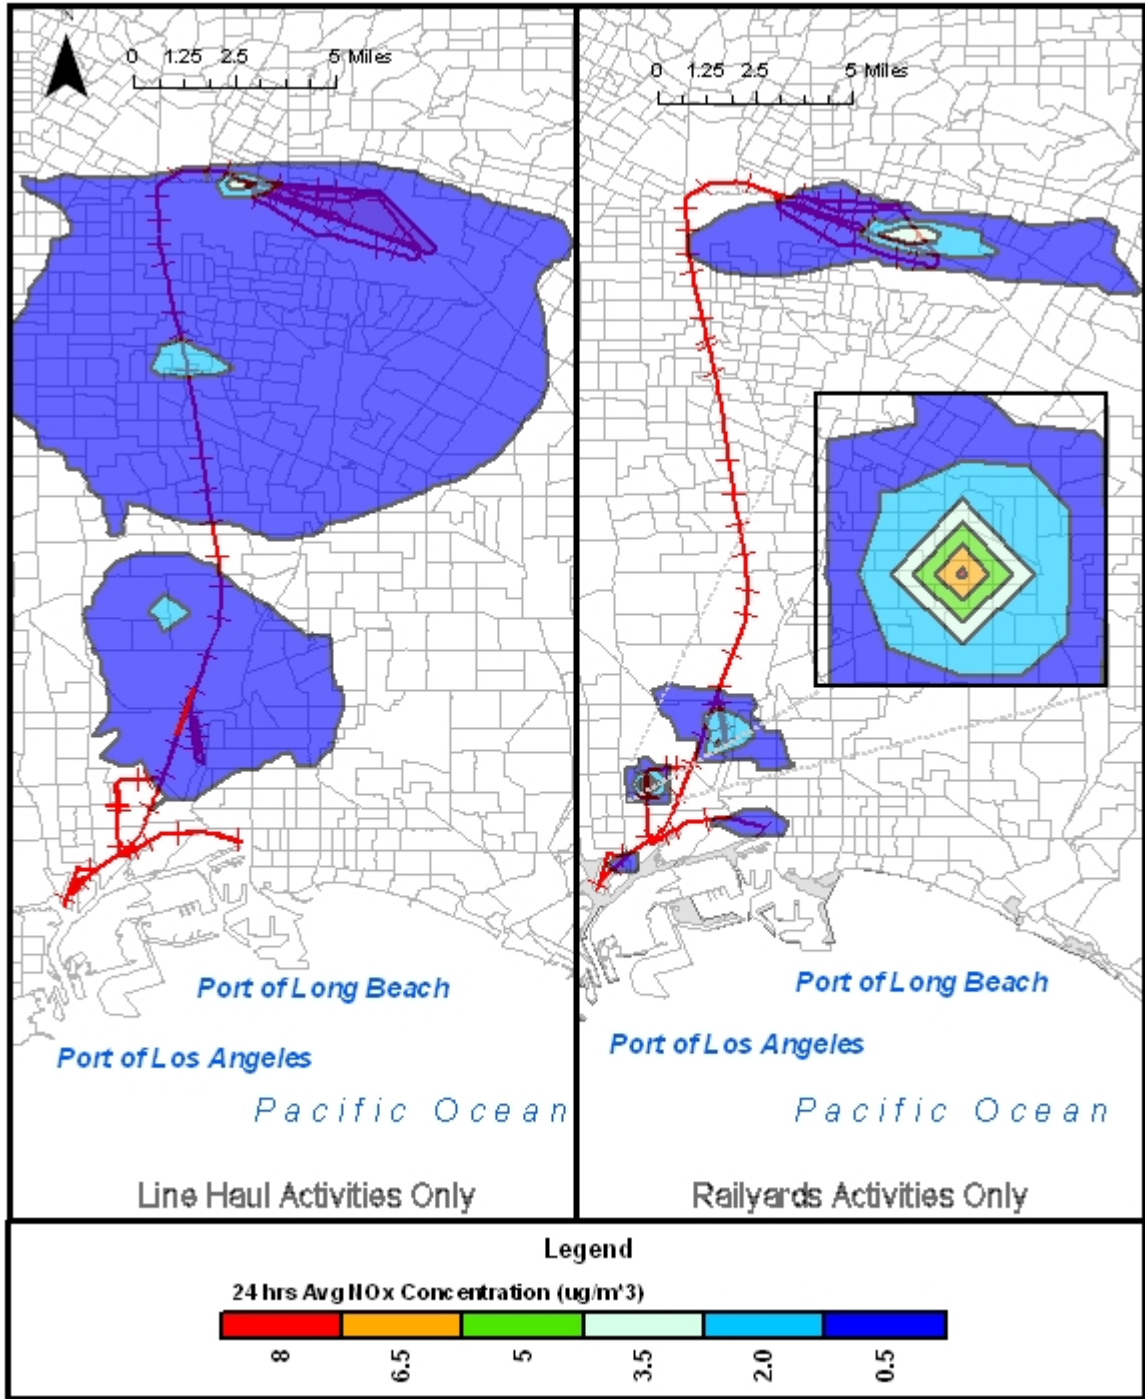 0 1.25 2.5 5 Miles
0 1.25 2.5 5 Miles
Port of Long Beach
Port of Los Angeles
Pacific Ocean
Line Haul Activities Only
Port of Long Beach
Port of Los Angeles
Pacific Ocean
Railyards Activities Only
Legend
24 hrs Avg NOx Concentration (ug/m^3)
8 6.5 5 3.5 2.0 0.5